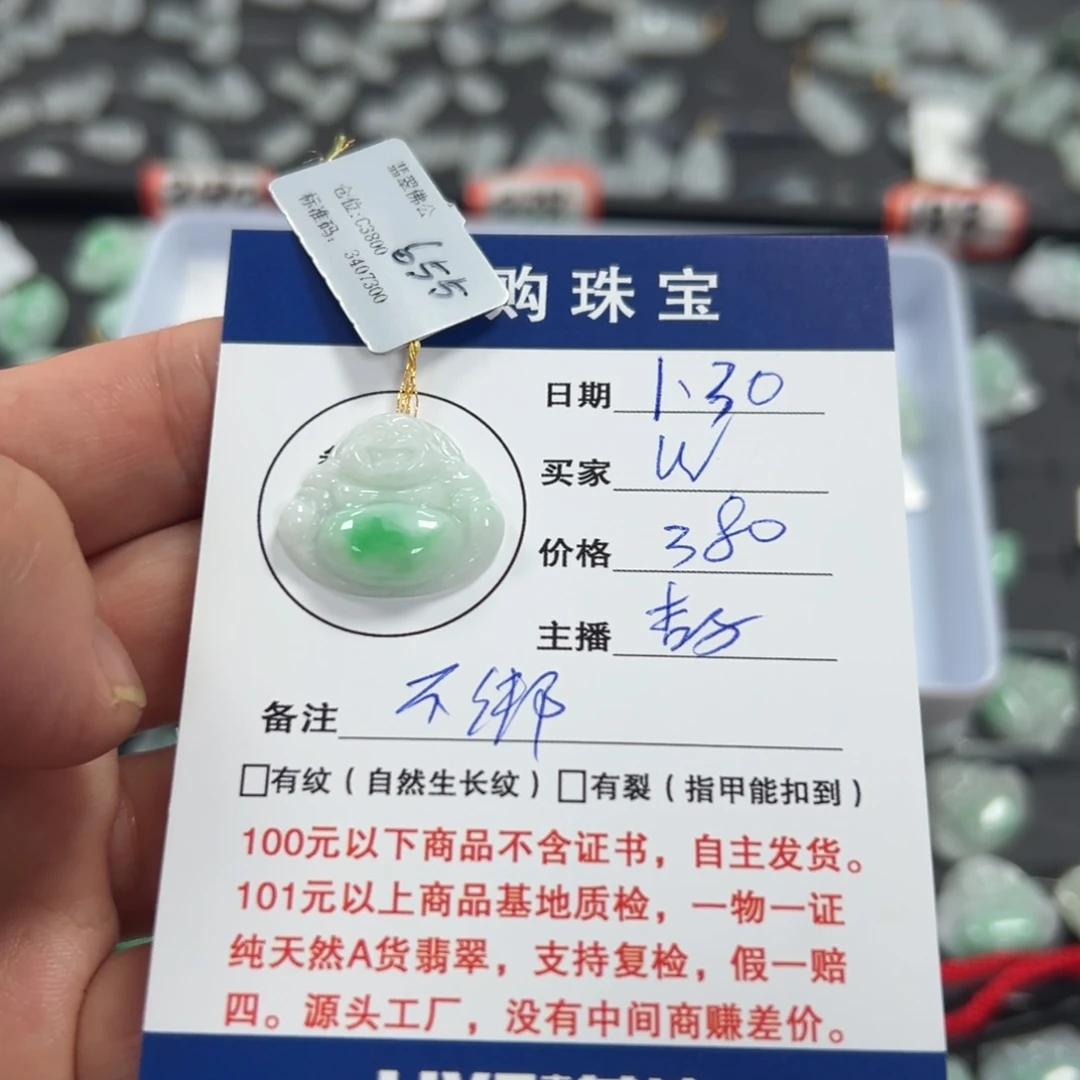 翡翠佛公
仓位:C3800
标准码: 3407300
655
购珠宝
日期 1.30
买家 W
价格 380
主播
备注 不绑
□有纹（自然生长纹）□有裂（指甲能扣到）
100元以下商品不含证书，自主发货。
101元以上商品基地质检，一物一证
纯天然A货翡翠，支持复检，假一赔
四。源头工厂，没有中间商赚差价。